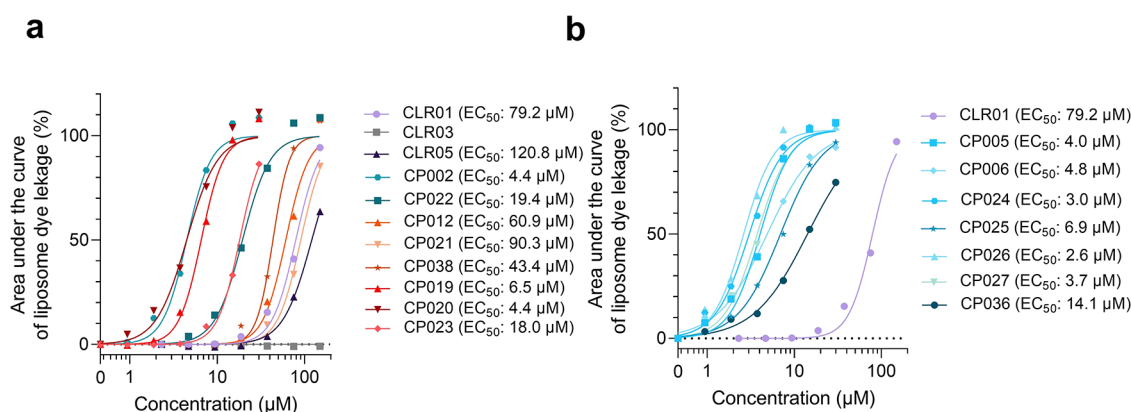 a
Area under the curve
of liposome dye lekage (%)
100
50
0
0
1
10
100
Concentration (µM)
CLR01 (EC50: 79.2 µM)
CLR03
CLR05 (EC50: 120.8 µM)
CP002 (EC50: 4.4 µM)
CP022 (EC50: 19.4 µM)
CP012 (EC50: 60.9 µM)
CP021 (EC50: 90.3 µM)
CP038 (EC50: 43.4 µM)
CP019 (EC50: 6.5 µM)
CP020 (EC50: 4.4 µM)
CP023 (EC50: 18.0 µM)
b
Area under the curve
of liposome dye lekage (%)
100
50
0
0
1
10
100
Concentration (µM)
CLR01 (EC50: 79.2 µM)
CP005 (EC50: 4.0 µM)
CP006 (EC50: 4.8 µM)
CP024 (EC50: 3.0 µM)
CP025 (EC50: 6.9 µM)
CP026 (EC50: 2.6 µM)
CP027 (EC50: 3.7 µM)
CP036 (EC50: 14.1 µM)